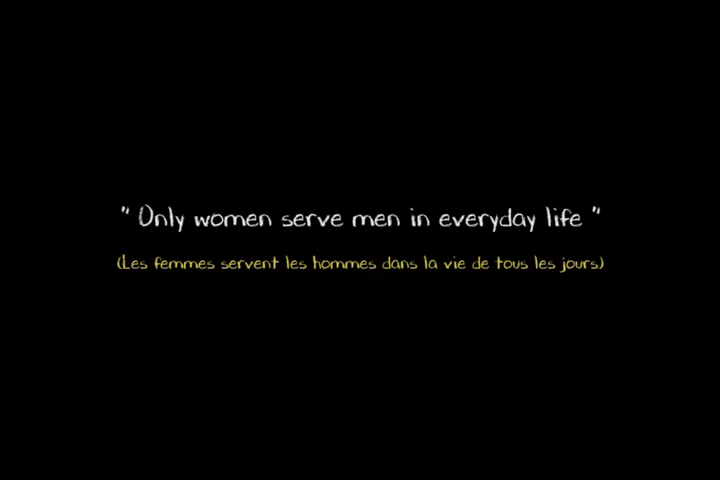 " Only women serve men in everyday life "
(Les femmes servent les hommes dans la vie de tous les jours)